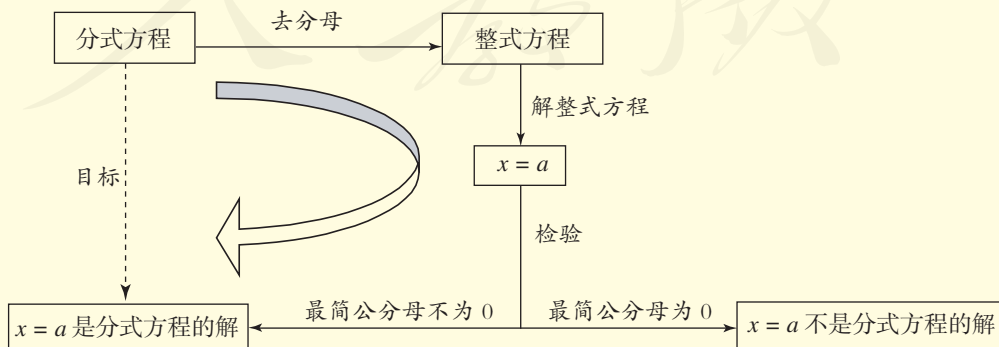 分式方程
去分母
整式方程
解整式方程
x = a
目标
检验
最简公分母不为 0
最简公分母为 0
x = a 是分式方程的解
x = a 不是分式方程的解